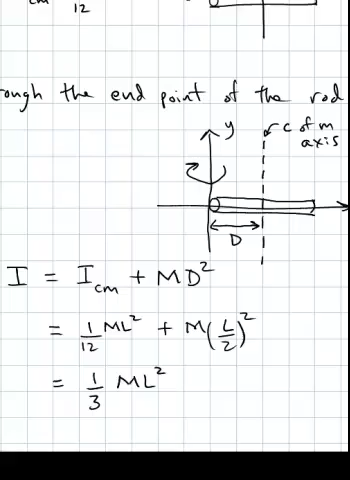 cm 12
rough the end point of the rod
y
c of m
axis
D
I = I_cm + MD²
= 1/12 ML² + M(L/2)²
= 1/3 ML²